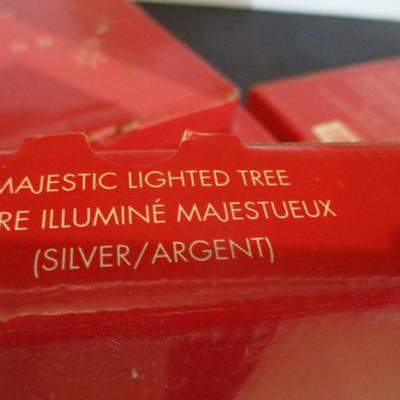 MAJESTIC LIGHTED TREE
RE ILLUMINÉ MAJESTUEUX
(SILVER/ARGENT)